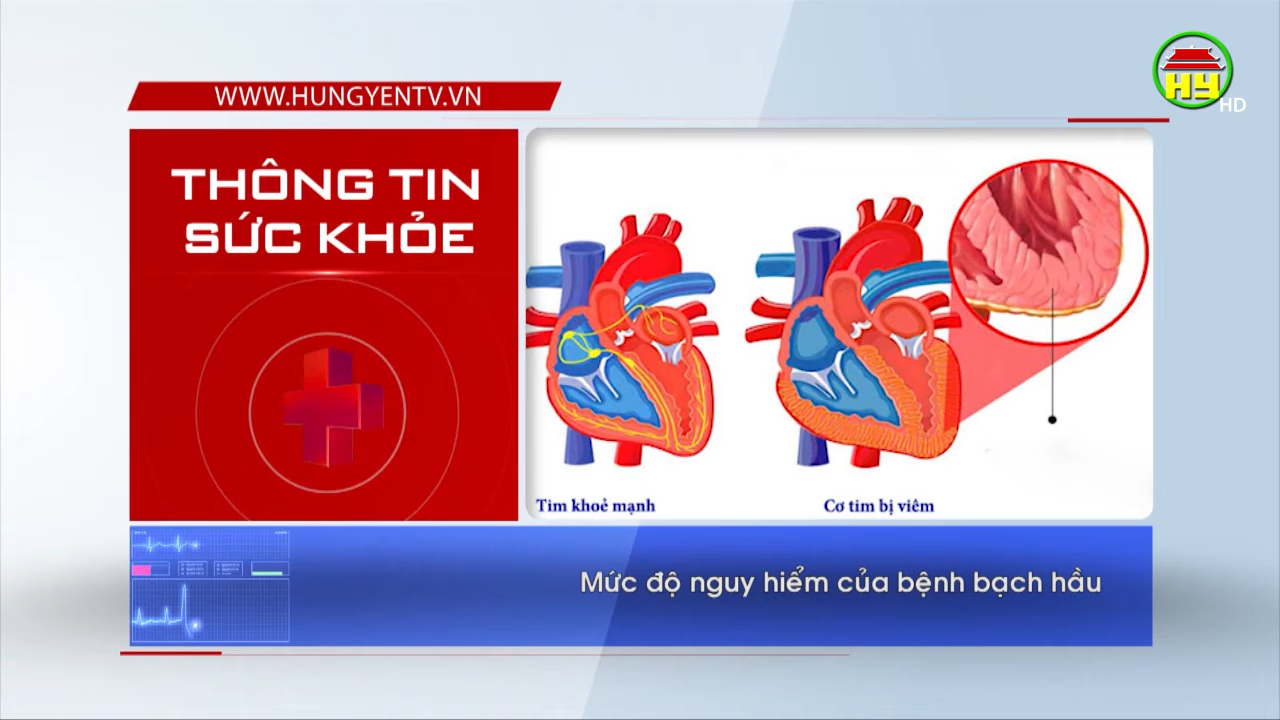 WWW.HUNGYENTV.VN
HY
HD
THÔNG TIN
SỨC KHỎE
Tim khoẻ mạnh
Cơ tim bị viêm
Mức độ nguy hiểm của bệnh bạch hầu